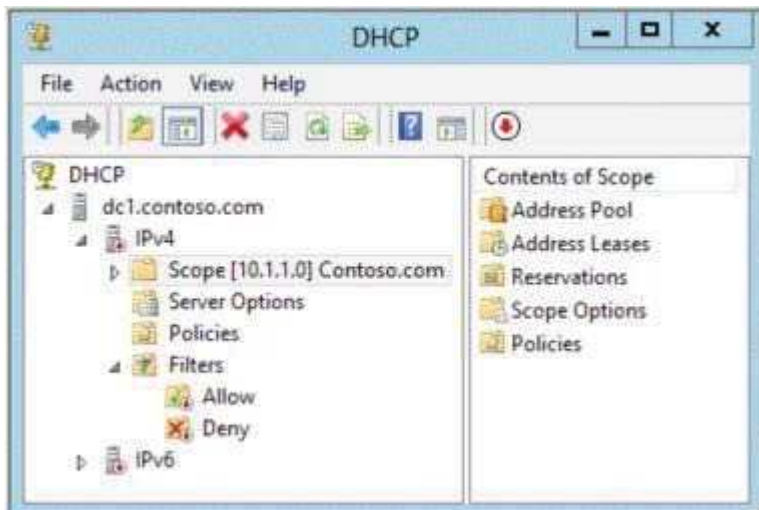 DHCP
File Action View Help
DHCP
dc1.contoso.com
IPv4
Scope [10.1.1.0] Contoso.com
Server Options
Policies
Filters
Allow
Deny
IPv6
Contents of Scope
Address Pool
Address Leases
Reservations
Scope Options
Policies